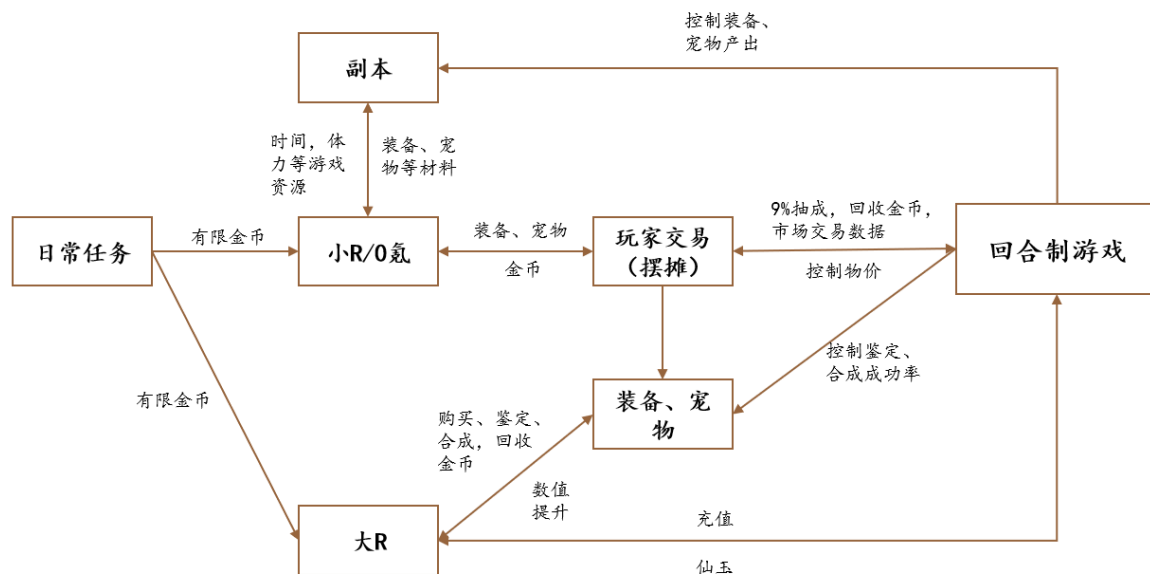 控制装备、
宠物产出
副本
时间，体
力等游戏
资源
装备、宠
物等材料
日常任务
有限金币
小R/0氪
装备、宠物
金币
玩家交易
（摆摊）
9%抽成，回收金币，
市场交易数据
控制物价
回合制游戏
有限金币
控制鉴定、
合成成功率
装备、宠
物
购买、鉴定、
合成，回收
金币
数值
提升
大R
充值
仙玉